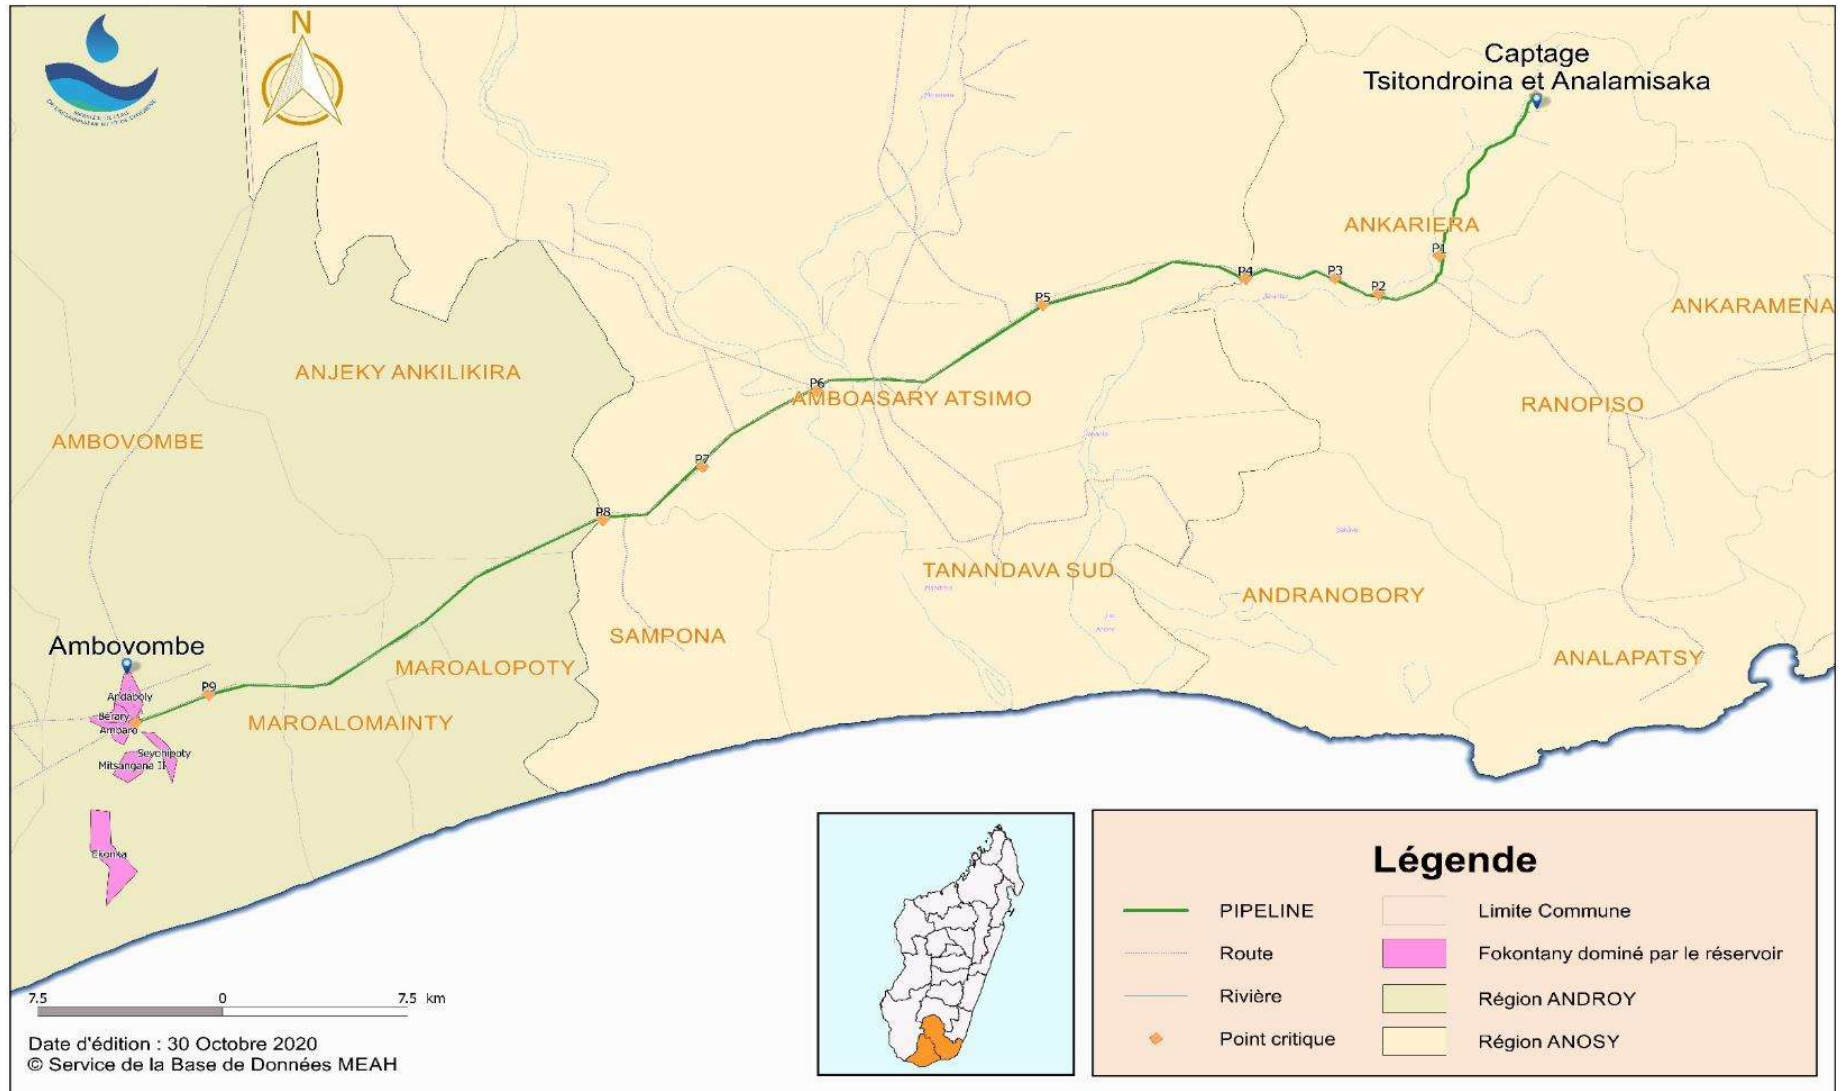 N
Captage
Tsitondroina et Analamisaka
ANKARIERA
P1
P4
P3
P2
P5
ANKARAMENA
ANJEKY ANKILIKIRA
P6
AMBOASARY ATSIMO
RANOPISO
AMBOVOMBE
P7
P8
TANANDAVA SUD
ANDRANOBORY
SAMPONA
Ambovombe
MAROALOPOTY
ANALAPATSY
P9
Andaboly
Berary
Ambaro
MAROALOMAINTY
Seyohipoty
Mitsangana II
Ekonka
7.5 0 7.5 km
Date d'édition : 30 Octobre 2020
© Service de la Base de Données MEAH
Légende
PIPELINE
Route
Rivière
Point critique
Limite Commune
Fokontany dominé par le réservoir
Région ANDROY
Région ANOSY